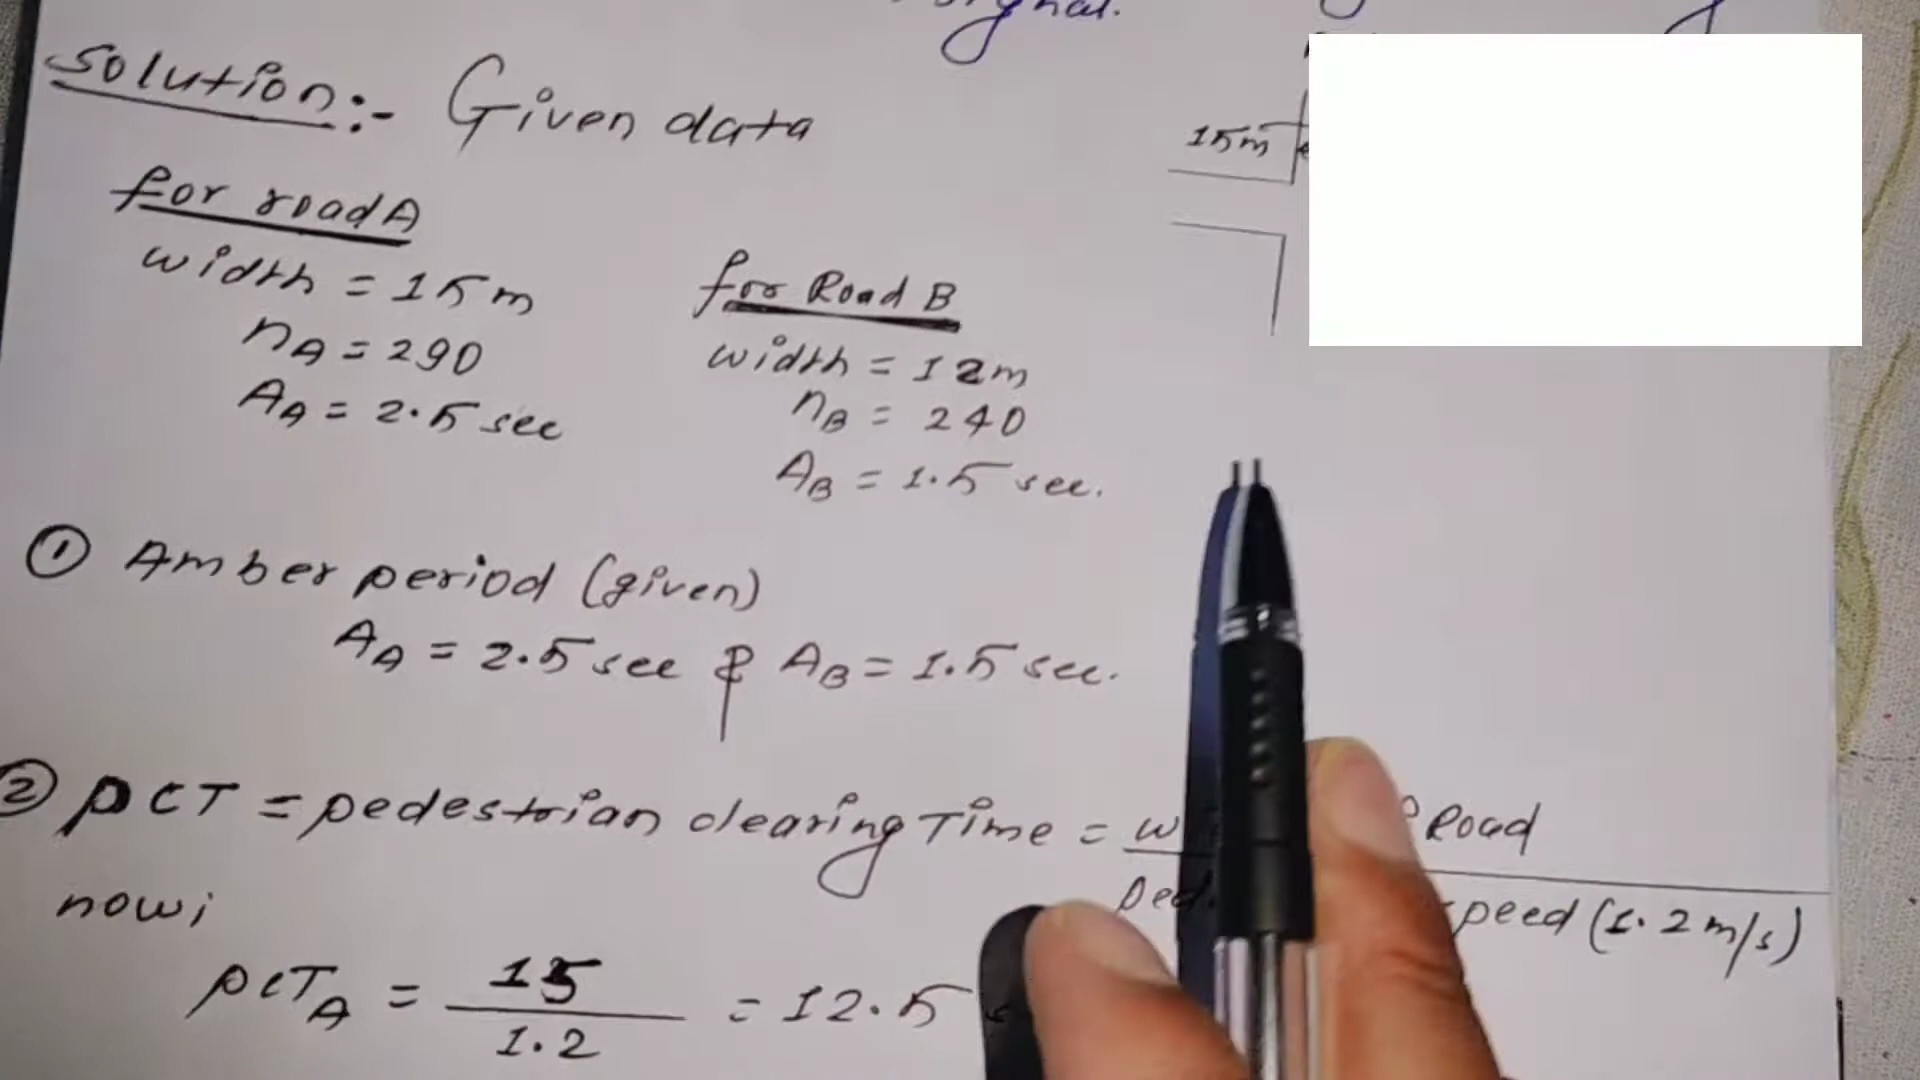 signal.
Solution:- Given data
15m
for road A
width = 15m
nA = 290
AA = 2.5 sec
for Road B
width = 12m
nB = 240
AB = 1.5 sec.
① Amber period (given)
AA = 2.5 sec & AB = 1.5 sec.
② PCT = pedestrian clearing Time = Road
ped. speed (1.2 m/s)
now;
PCTA = 15 / 1.2 = 12.5